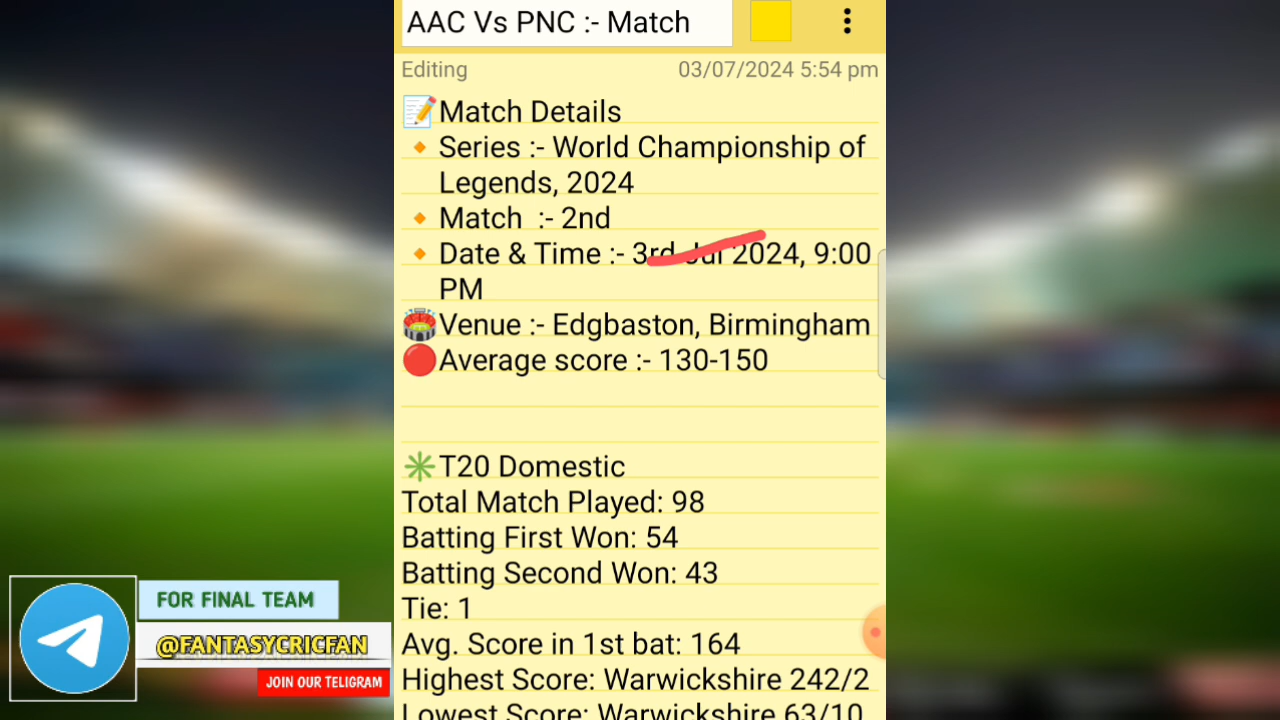 AAC Vs PNC :- Match
Editing
03/07/2024 5:54 pm
📝Match Details
🔸Series :- World Championship of
Legends, 2024
🔸Match :- 2nd
🔸Date & Time :- 3rd Jul 2024, 9:00
PM
🏟Venue :- Edgbaston, Birmingham
🔴Average score :- 130-150
✳️T20 Domestic
Total Match Played: 98
Batting First Won: 54
Batting Second Won: 43
Tie: 1
Avg. Score in 1st bat: 164
Highest Score: Warwickshire 242/2
Lowest Score: Warwickshire 63/10
FOR FINAL TEAM
@FANTASYCRICFAN
JOIN OUR TELIGRAM